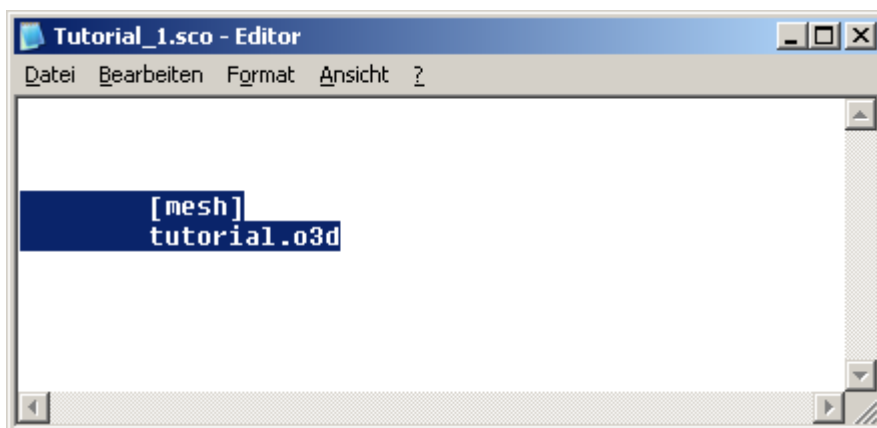 Tutorial_1.sco - Editor
Datei Bearbeiten Format Ansicht ?
[mesh]
tutorial.o3d